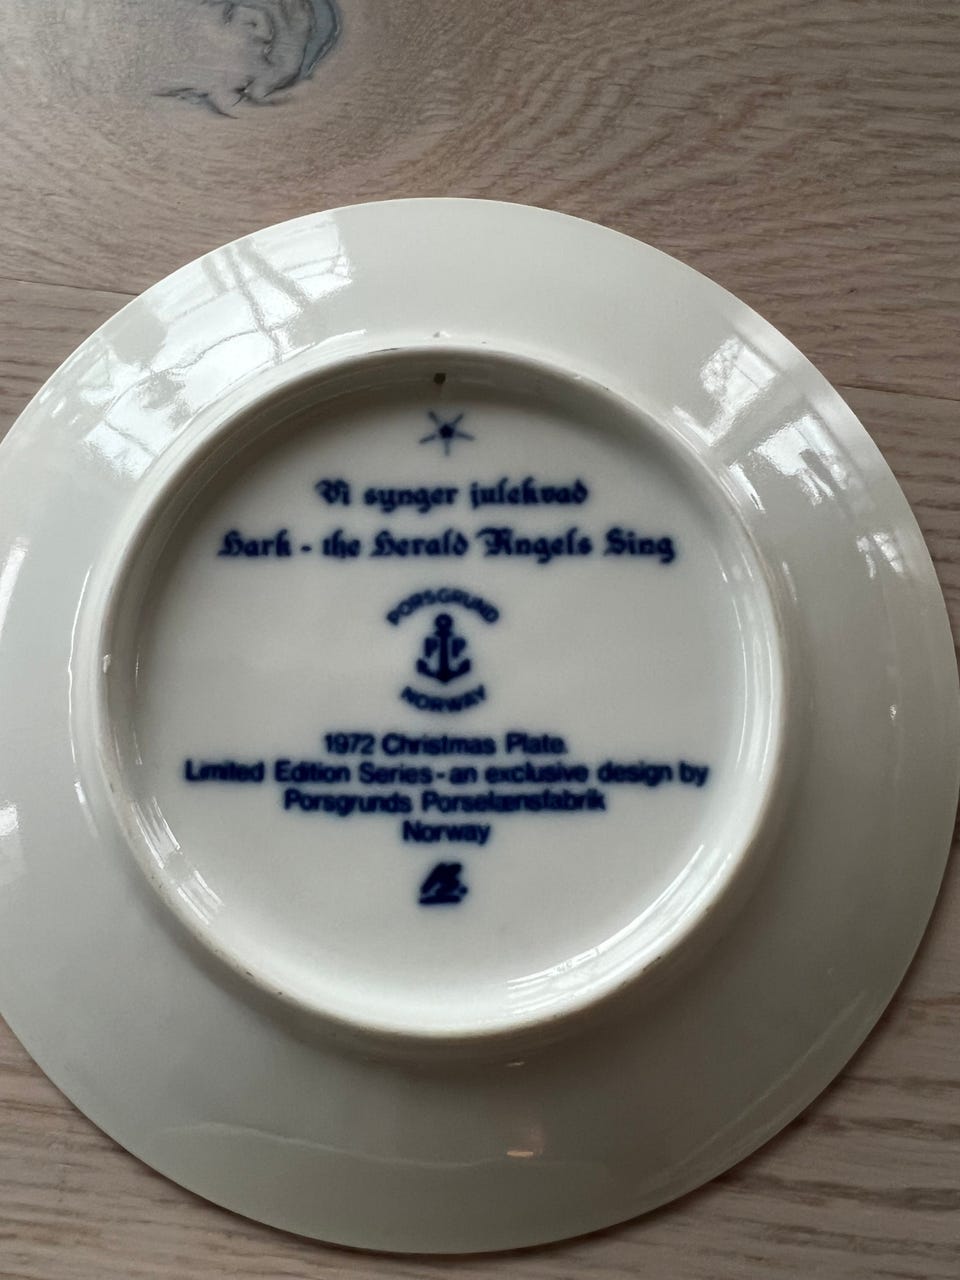 Vi synger julekvad
Hark - the Herald Angels Sing
PORSGRUND
P P
NORWAY
1972 Christmas Plate.
Limited Edition Series - an exclusive design by
Porsgrunds Porselænsfabrik
Norway